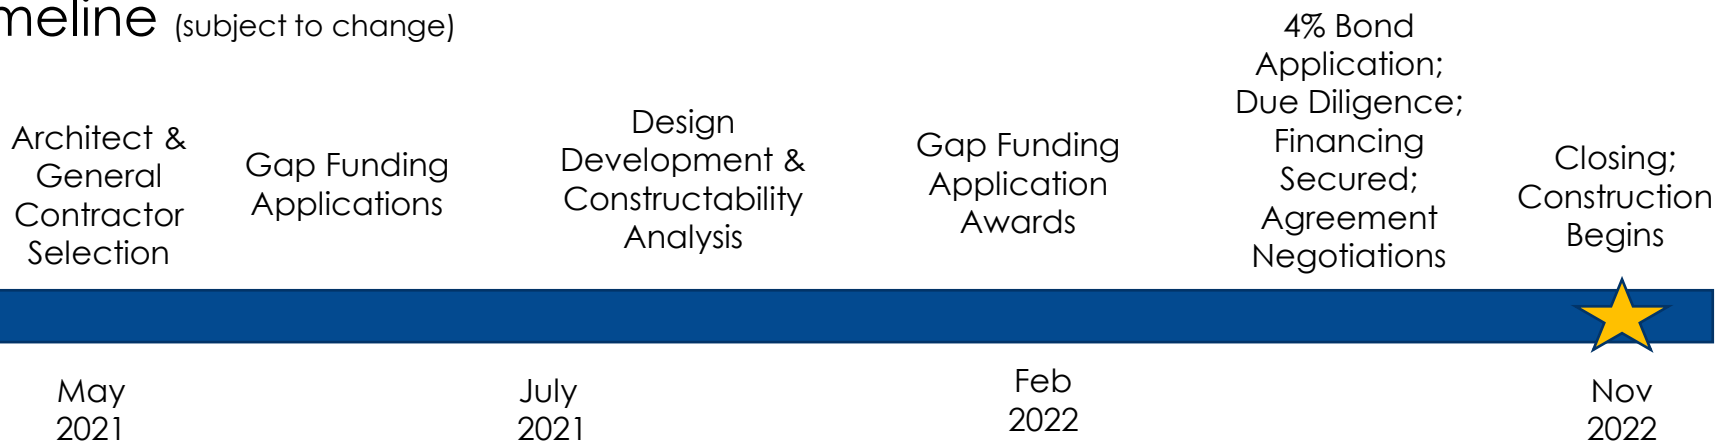 meline (subject to change)
Architect &
General
Contractor
Selection
Gap Funding
Applications
Design
Development &
Constructability
Analysis
Gap Funding
Application
Awards
4% Bond
Application;
Due Diligence;
Financing
Secured;
Agreement
Negotiations
Closing;
Construction
Begins
May
2021
July
2021
Feb
2022
Nov
2022